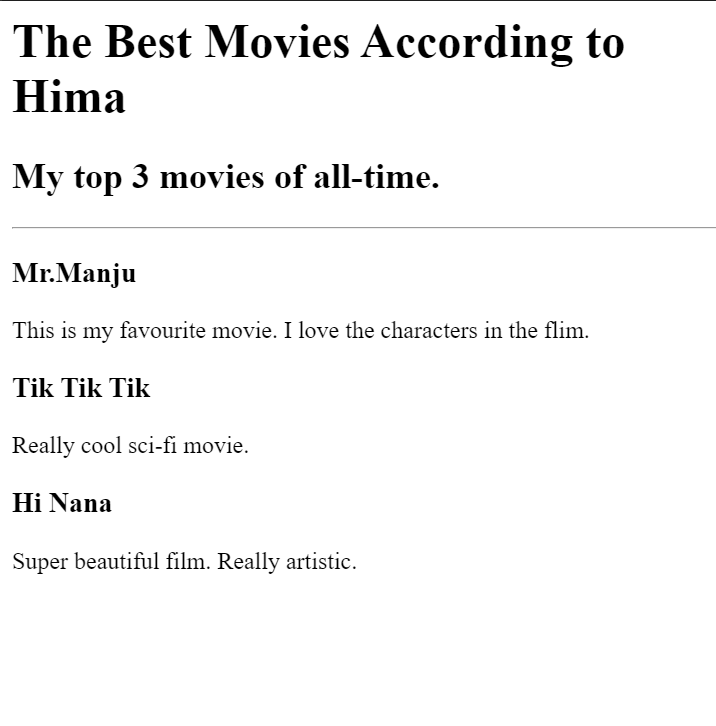 The Best Movies According to
Hima
My top 3 movies of all-time.
Mr.Manju
This is my favourite movie. I love the characters in the flim.
Tik Tik Tik
Really cool sci-fi movie.
Hi Nana
Super beautiful film. Really artistic.